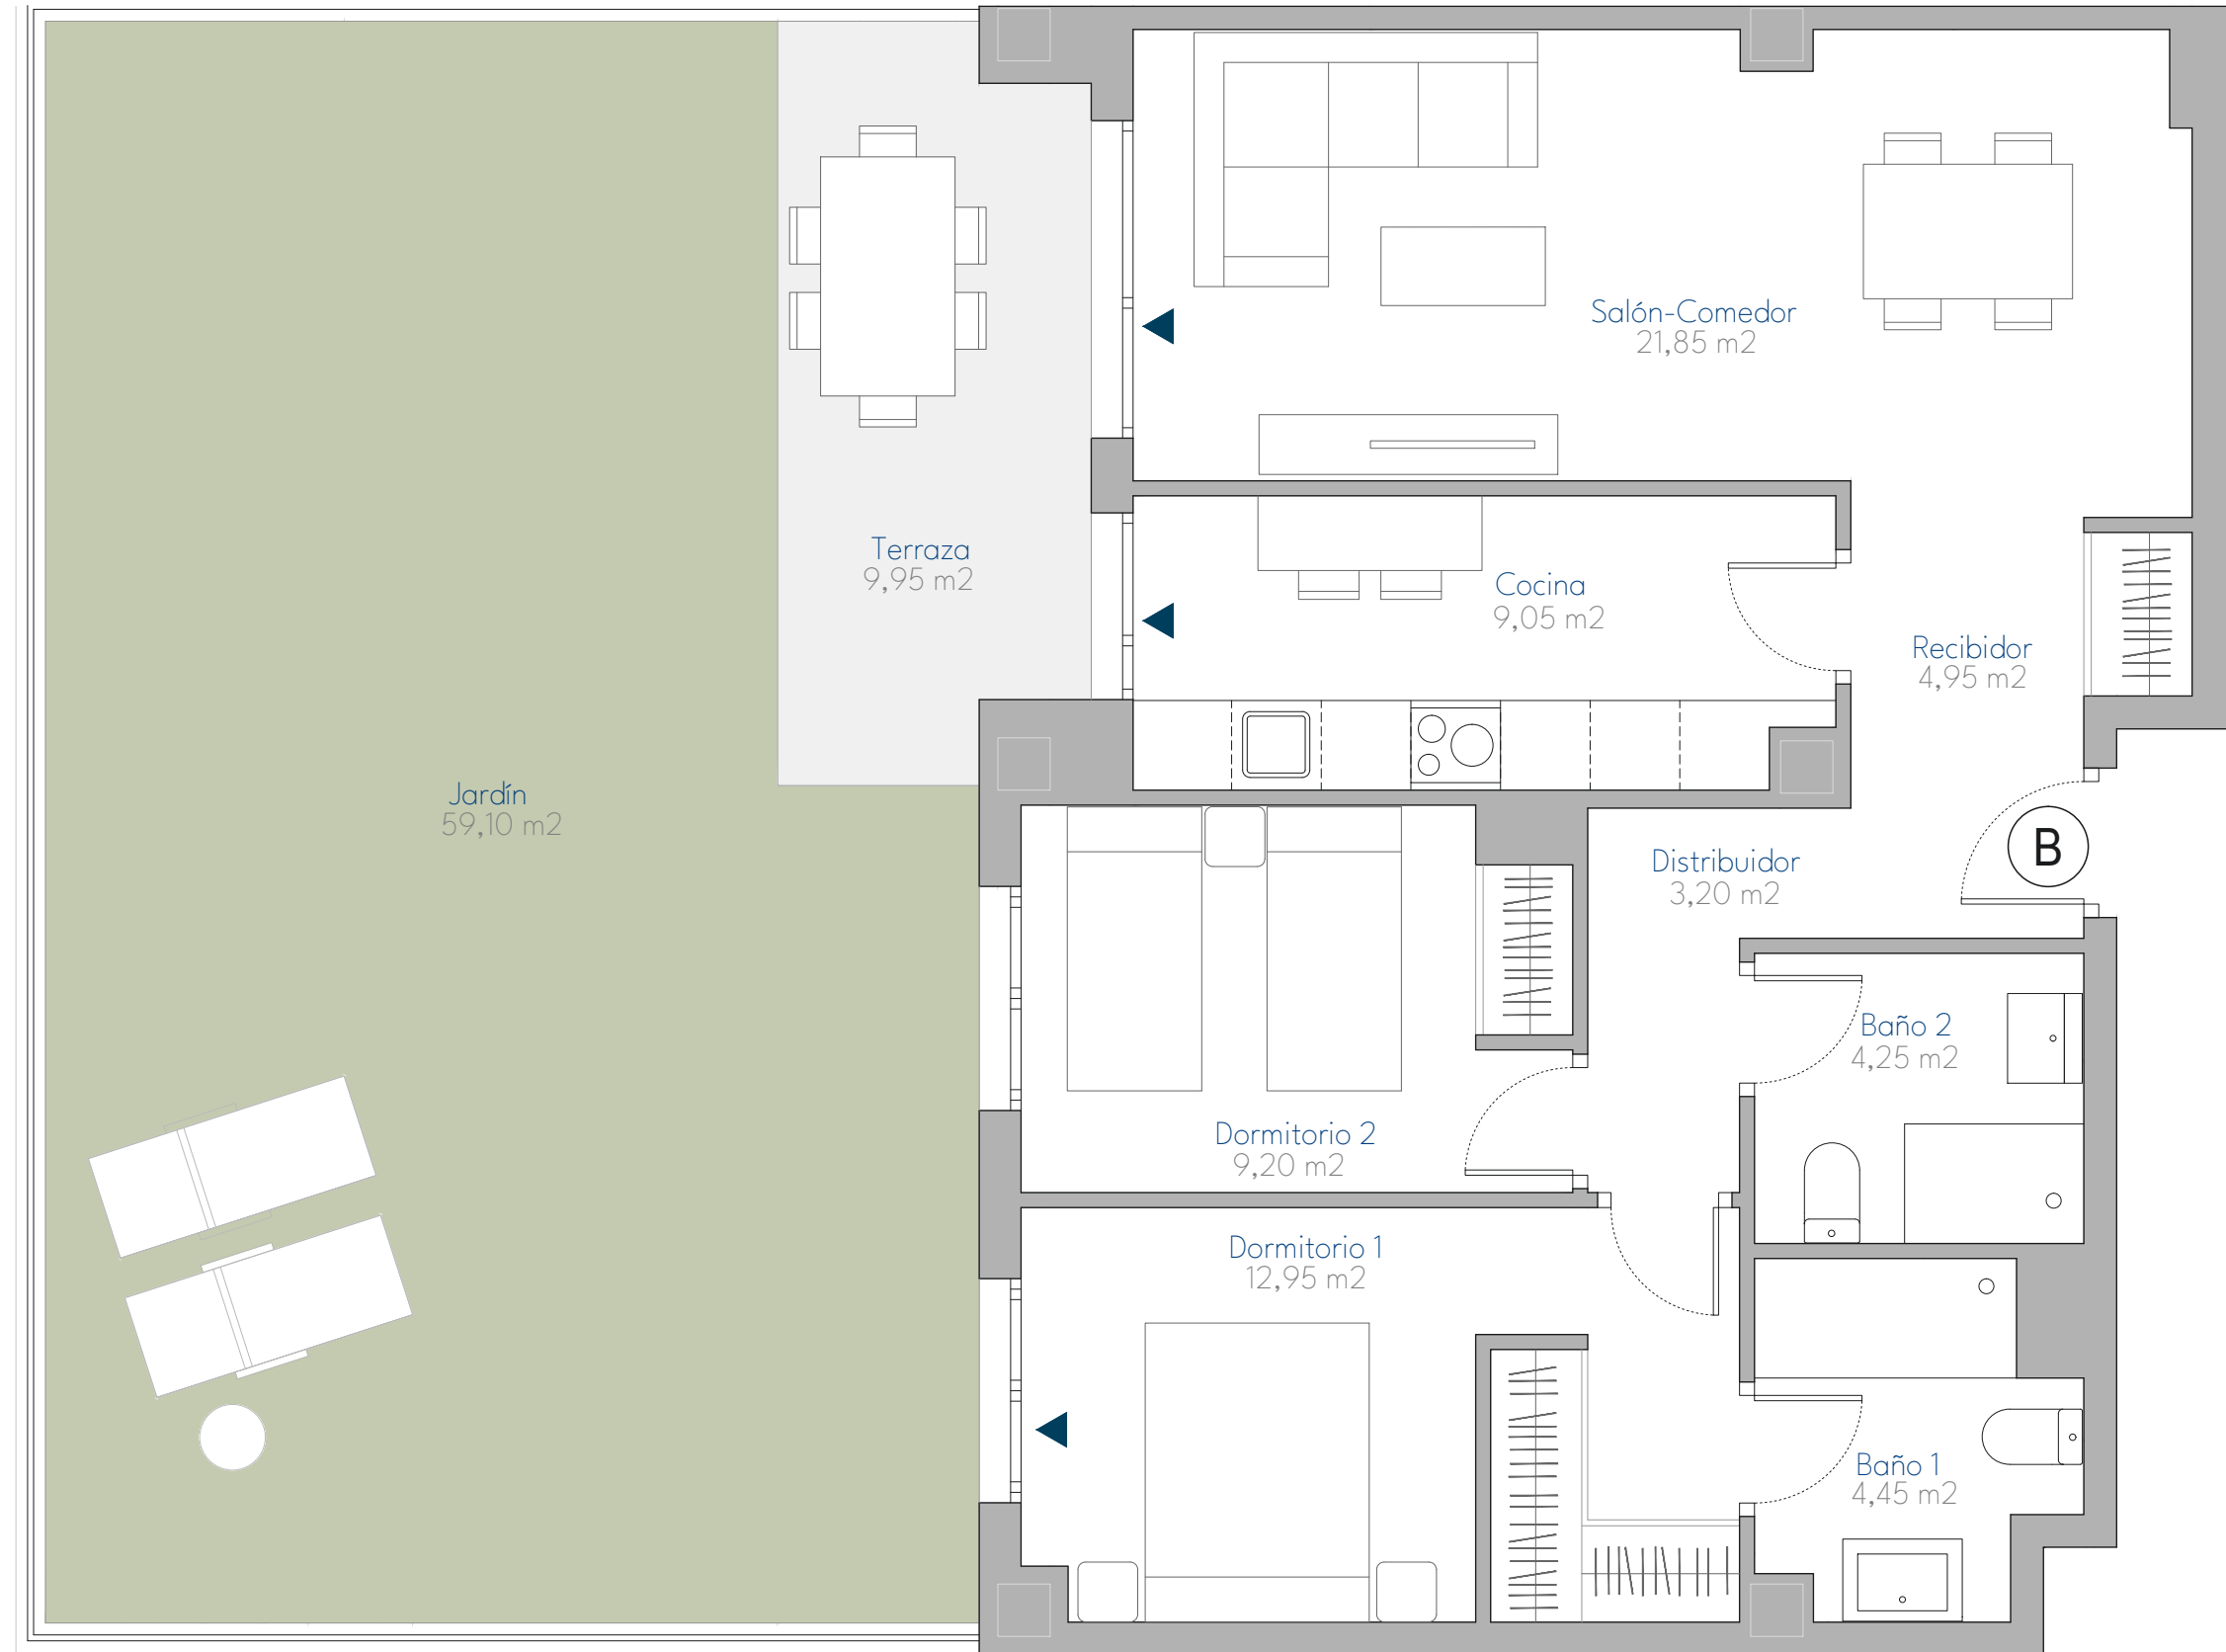 Salón-Comedor
21,85 m2
Terraza
9,95 m2
Cocina
9,05 m2
Recibidor
4,95 m2
Jardín
59,10 m2
Distribuidor
3,20 m2
B
Baño 2
4,25 m2
Dormitorio 2
9,20 m2
Dormitorio 1
12,95 m2
Baño 1
4,45 m2